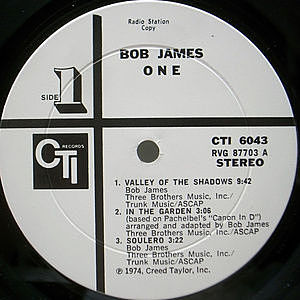 Radio Station
Copy
BOB JAMES
ONE
SIDE 1
CTI RECORDS
CTI 6043
RVG 87703 A
STEREO
1. VALLEY OF THE SHADOWS 9:42
Bob James
Three Brothers Music, Inc./
Trunk Music/ASCAP
2. IN THE GARDEN 3:06
(based on Pachelbel's "Canon In D")
arranged and adapted by Bob James
Three Brothers Music, Inc./ASCAP
3. SOULERO 3:22
Bob James
Three Brothers Music, Inc./
Trunk Music/ASCAP
℗ 1974, Creed Taylor, Inc.